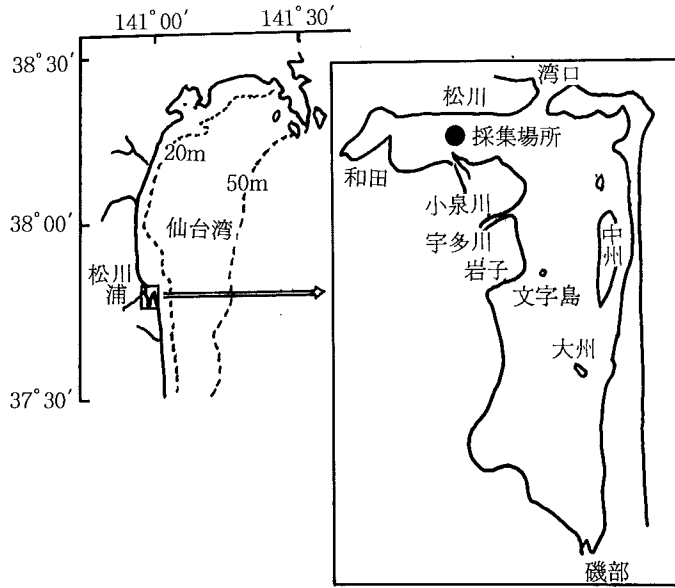 141°00′ 141°30′
38°30′
20m
50m
38°00′
仙台湾
松川
浦
37°30′
湾口
松川
採集場所
和田
小泉川
宇多川
岩子
中州
文字島
大州
磯部